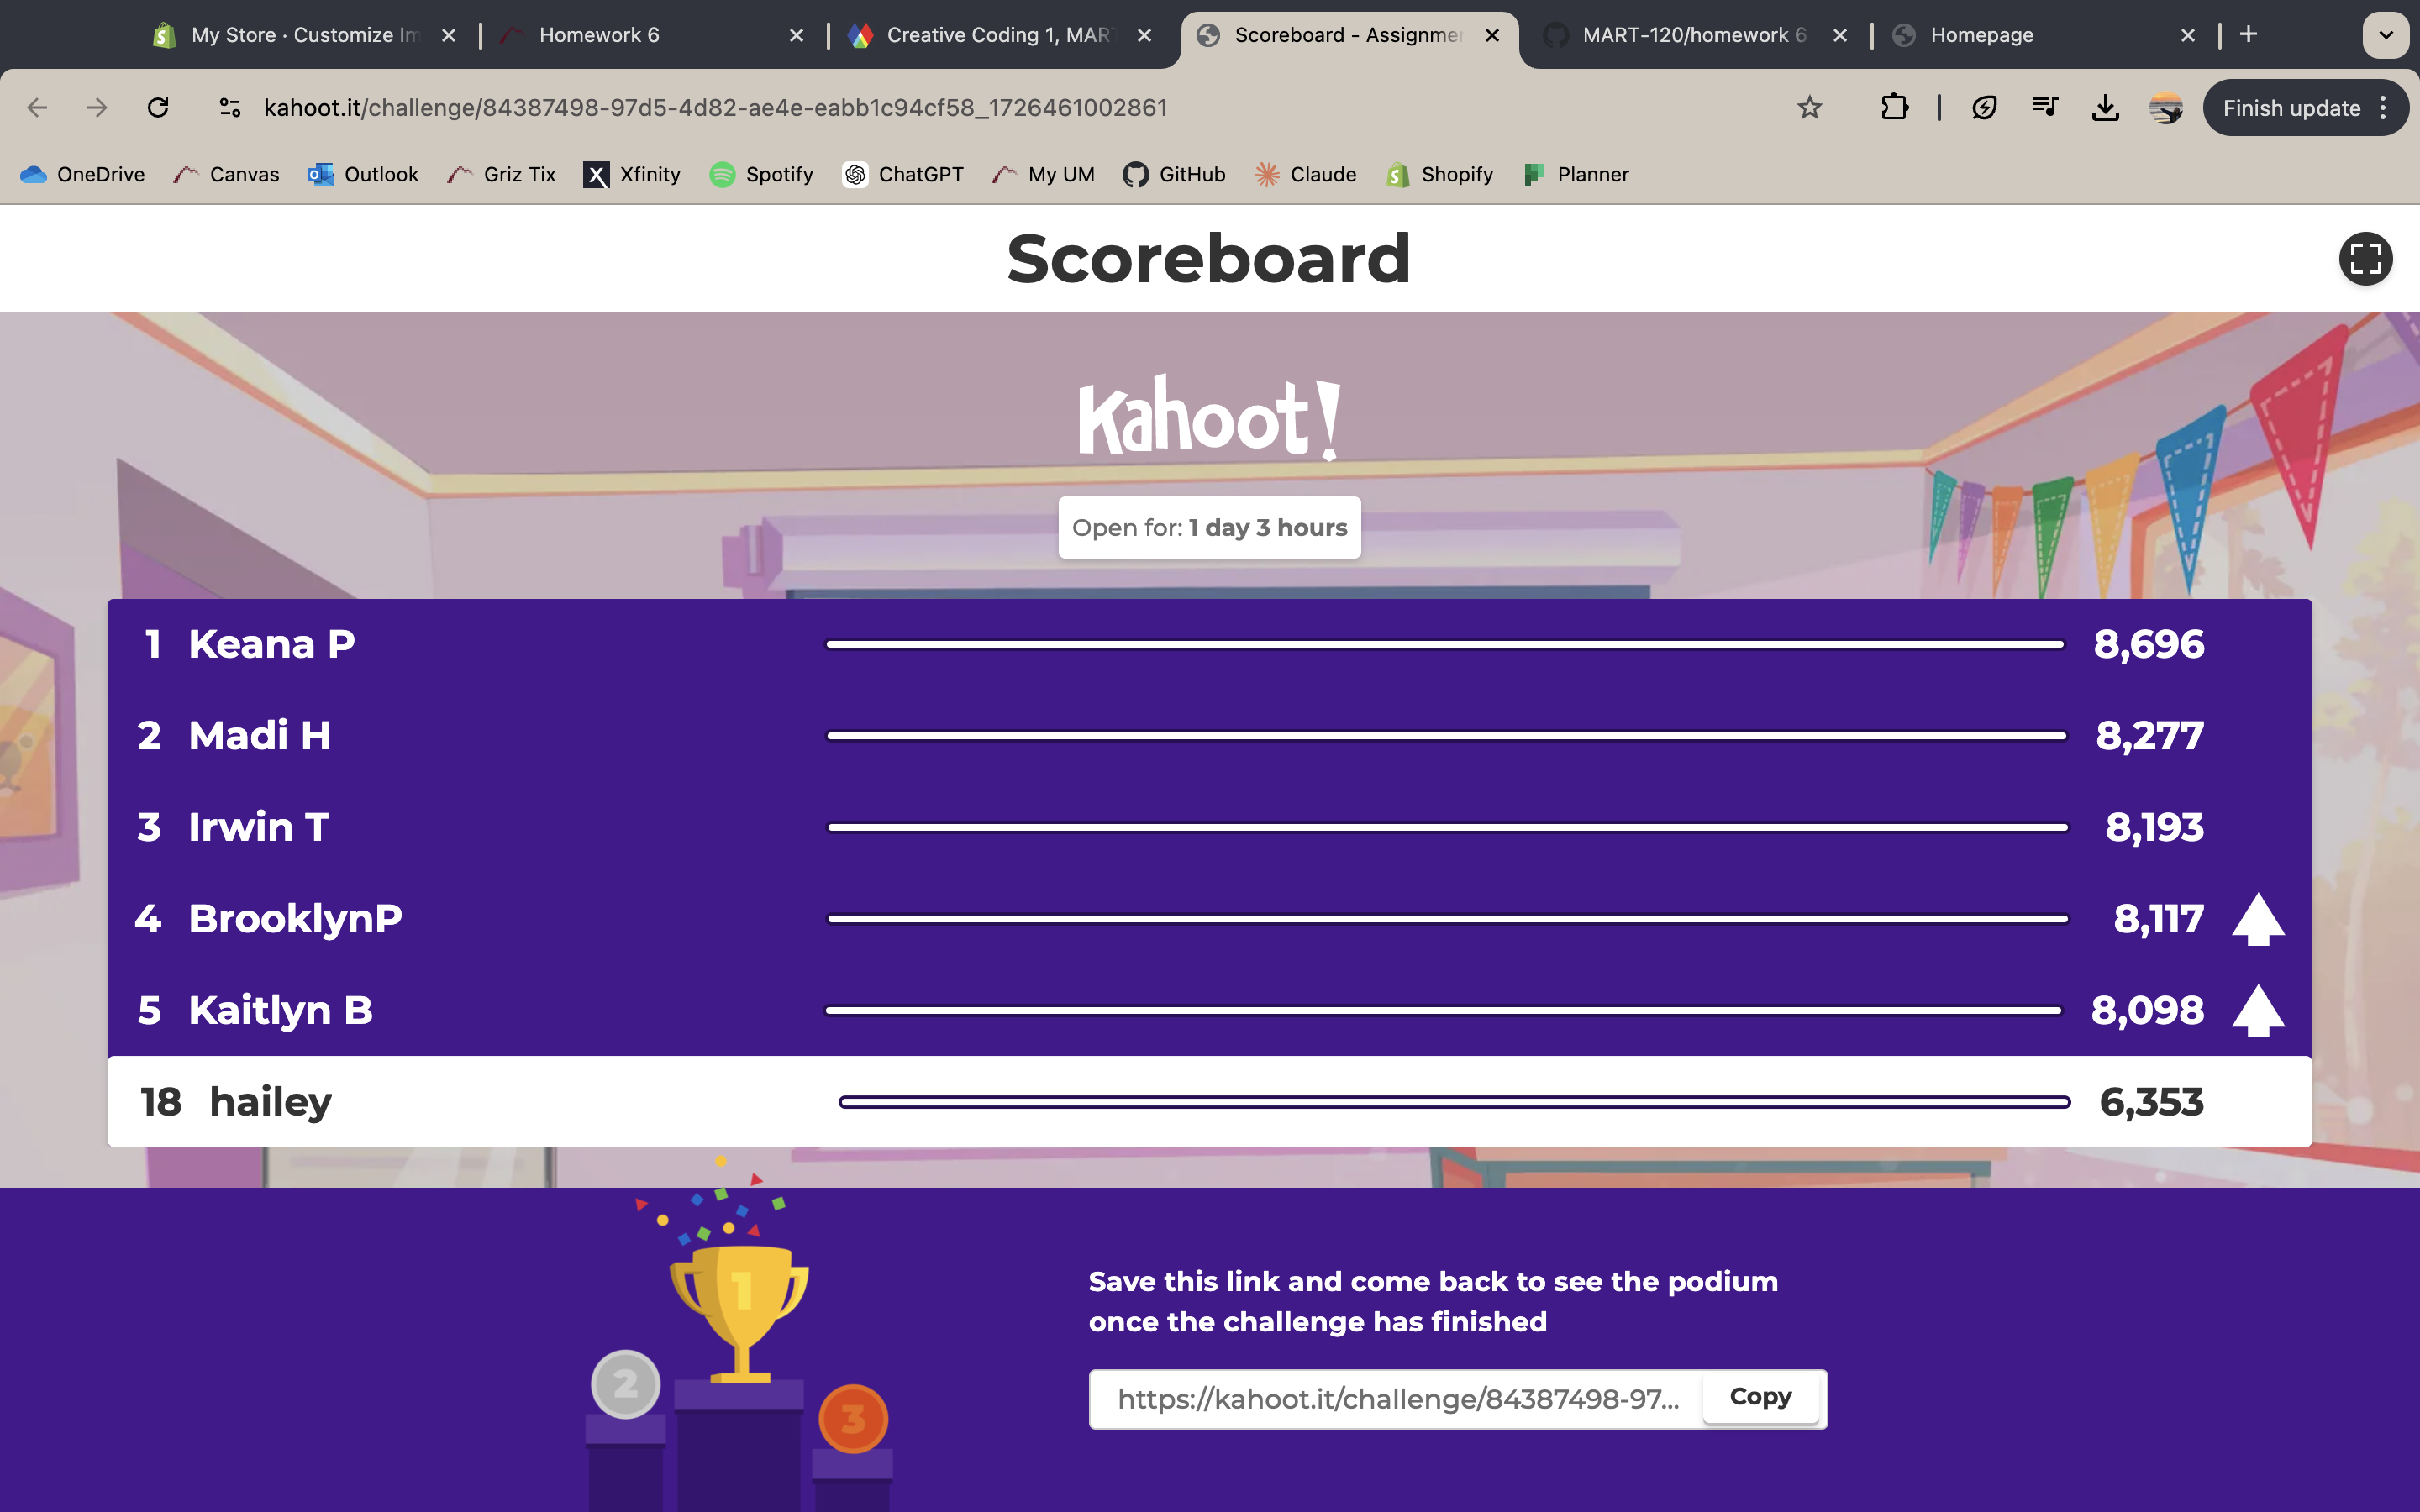 My Store · Customize Im
Homework 6
Creative Coding 1, MAR
Scoreboard - Assignme
MART-120/homework 6
Homepage
kahoot.it/challenge/84387498-97d5-4d82-ae4e-eabb1c94cf58_1726461002861
Finish update
OneDrive
Canvas
Outlook
Griz Tix
Xfinity
Spotify
ChatGPT
My UM
GitHub
Claude
Shopify
Planner
Scoreboard
Kahoot!
Open for: 1 day 3 hours
1 Keana P 8,696
2 Madi H 8,277
3 Irwin T 8,193
4 BrooklynP 8,117
5 Kaitlyn B 8,098
18 hailey 6,353
1
2
3
Save this link and come back to see the podium
once the challenge has finished
https://kahoot.it/challenge/84387498-97... Copy